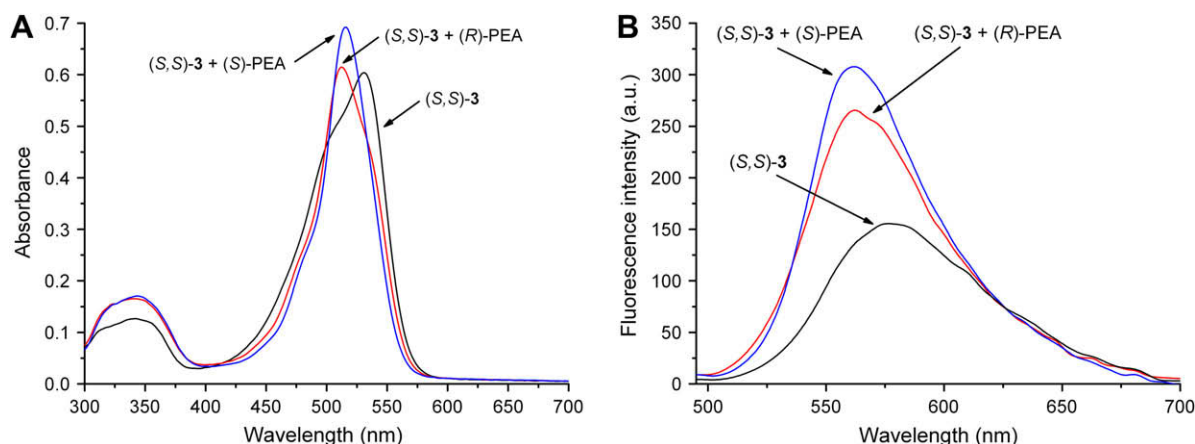 A
0.7
0.6
0.5
0.4
0.3
0.2
0.1
0.0
Absorbance
300
350
400
450
500
550
600
650
700
Wavelength (nm)
(S,S)-3 + (S)-PEA
(S,S)-3 + (R)-PEA
(S,S)-3
B
350
300
250
200
150
100
50
0
Fluorescence intensity (a.u.)
500
550
600
650
700
Wavelength (nm)
(S,S)-3 + (S)-PEA
(S,S)-3 + (R)-PEA
(S,S)-3